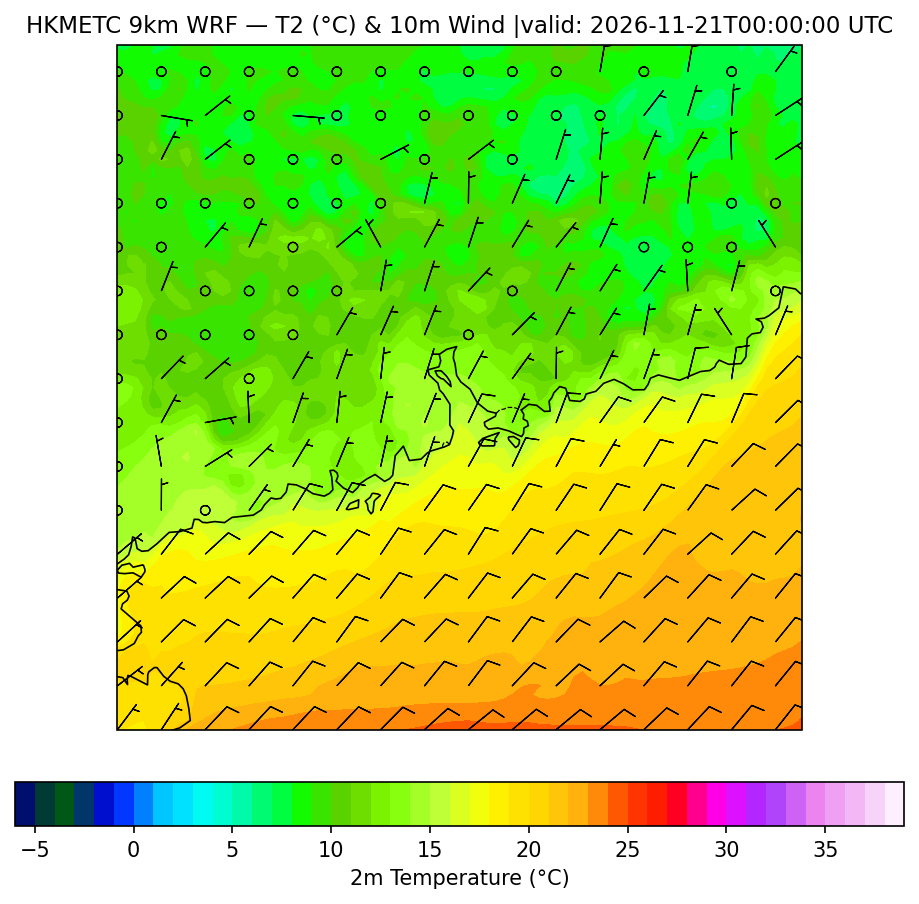 HKMETC 9km WRF — T2 (°C) & 10m Wind |valid: 2026-11-21T00:00:00 UTC
−5 0 5 10 15 20 25 30 35
2m Temperature (°C)